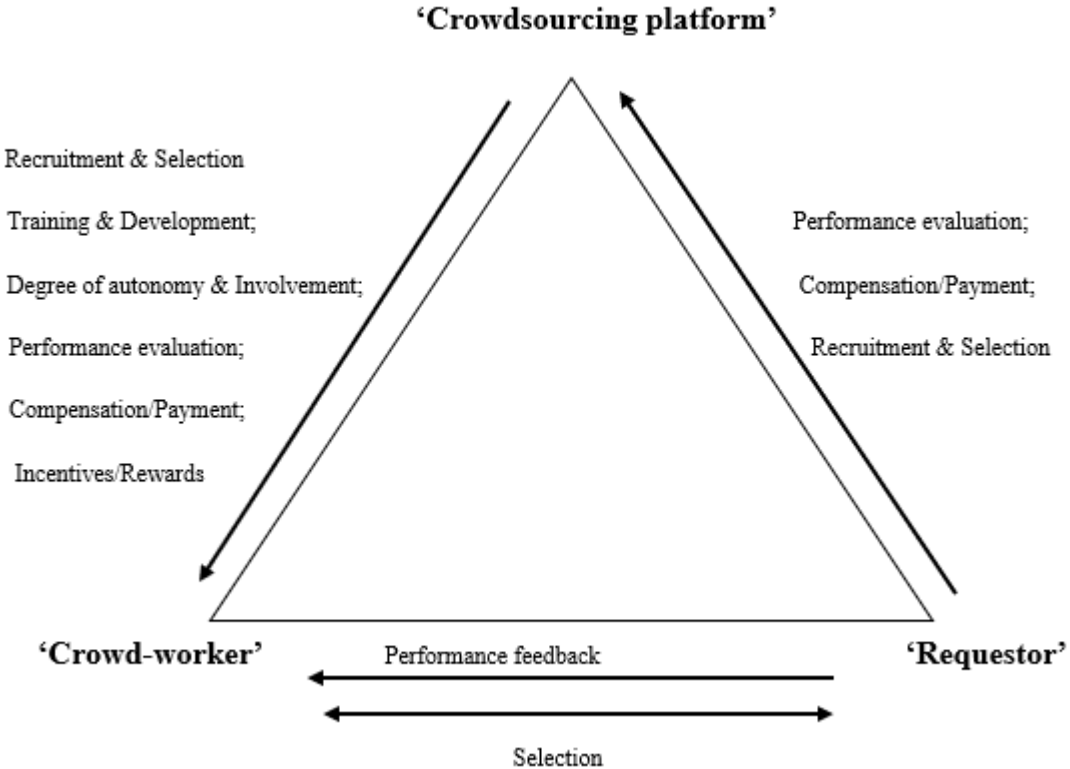 ‘Crowdsourcing platform’
Recruitment & Selection
Training & Development;
Degree of autonomy & Involvement;
Performance evaluation;
Compensation/Payment;
Incentives/Rewards
Performance evaluation;
Compensation/Payment;
Recruitment & Selection
‘Crowd-worker’
Performance feedback
‘Requestor’
Selection